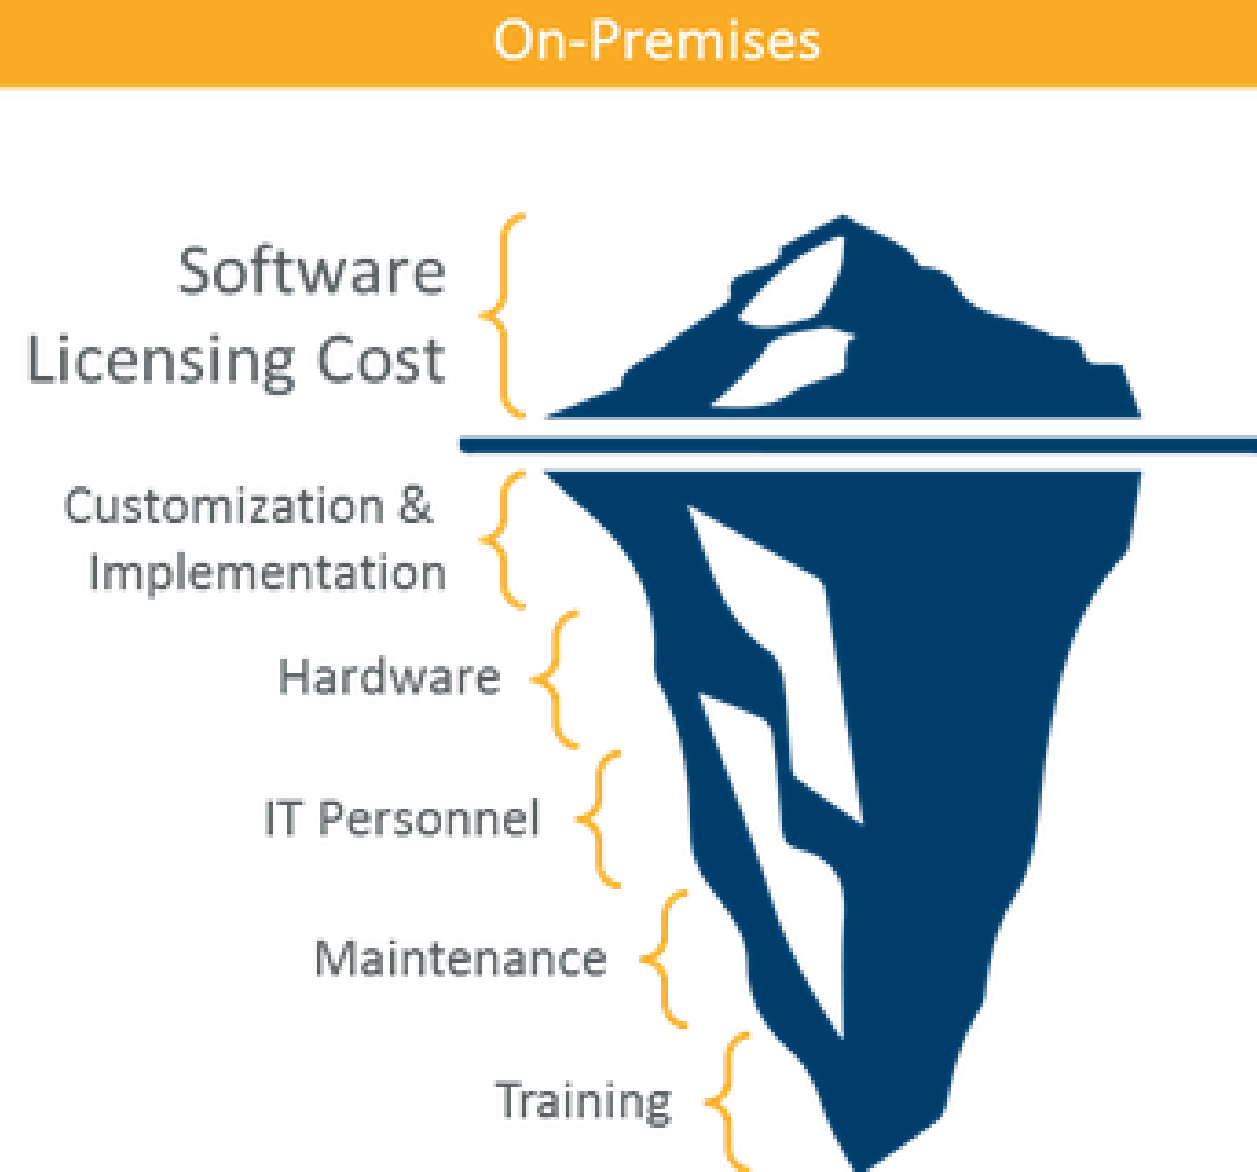 On-Premises
Software
Licensing Cost
Customization &
Implementation
Hardware
IT Personnel
Maintenance
Training